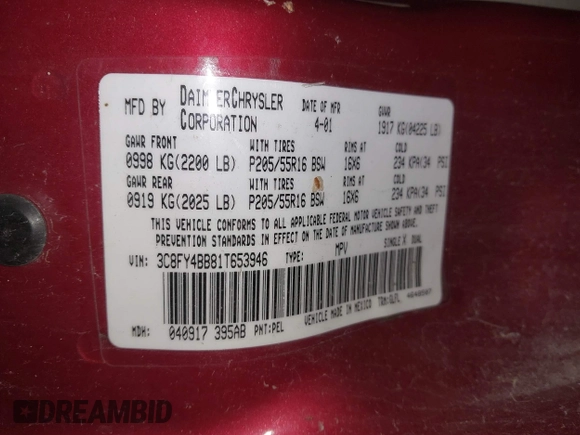 MFD BY DAIMLERCHRYSLER CORPORATION DATE OF MFR 4-01 GVWR 1917 KG(04225 LB)
GAWR FRONT WITH TIRES RIMS AT COLD
0998 KG(2200 LB) P205/55R16 BSW 16X6 234 KPA(34 PSI
GAWR REAR WITH TIRES RIMS AT COLD
0919 KG(2025 LB) P205/55R16 BSW 16X6 234 KPA(34 PSI
THIS VEHICLE CONFORMS TO ALL APPLICABLE FEDERAL MOTOR VEHICLE SAFETY AND THEFT
PREVENTION STANDARDS IN EFFECT ON THE DATE OF MANUFACTURE SHOWN ABOVE.
VIN: 3C8FY4BB81T653946 TYPE: MPV SINGLE X DUAL
MDH: 040917 395AB PNT:PEL VEHICLE MADE IN MEXICO TRM:GLFL
DREAMBID